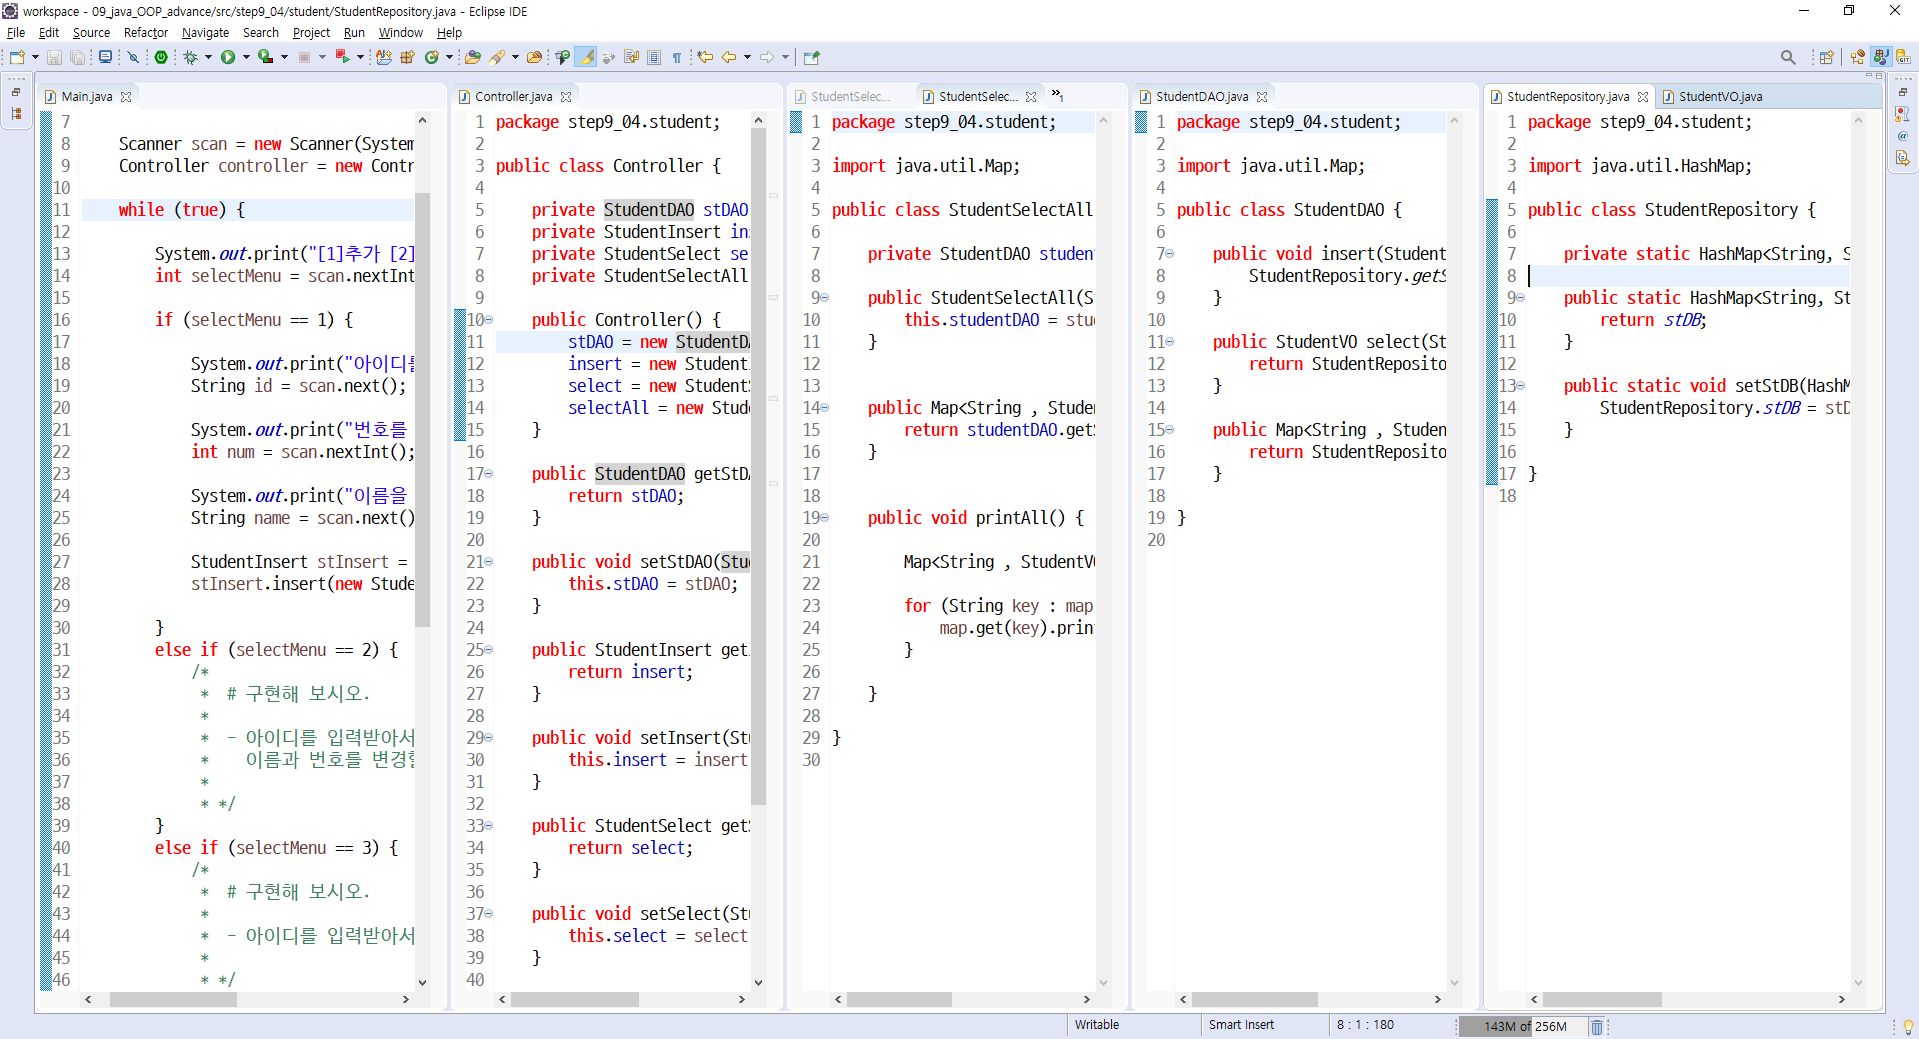 workspace - 09_java_OOP_advance/src/step9_04/student/StudentRepository.java - Eclipse IDE
File Edit Source Refactor Navigate Search Project Run Window Help
Main.java
7
8 Scanner scan = new Scanner(System
9 Controller controller = new Contr
10
11 while (true) {
12
13 System.out.print("[1]추가 [2]
14 int selectMenu = scan.nextInt
15
16 if (selectMenu == 1) {
17
18 System.out.print("아이디를
19 String id = scan.next();
20
21 System.out.print("번호를
22 int num = scan.nextInt();
23
24 System.out.print("이름을
25 String name = scan.next()
26
27 StudentInsert stInsert =
28 stInsert.insert(new Stude
29
30 }
31 else if (selectMenu == 2) {
32 /*
33 * # 구현해 보시오.
34 *
35 * - 아이디를 입력받아서
36 * 이름과 번호를 변경할
37 *
38 * */
39 }
40 else if (selectMenu == 3) {
41 /*
42 * # 구현해 보시오.
43 *
44 * - 아이디를 입력받아서
45 *
46 * */
Controller.java
1 package step9_04.student;
2
3 public class Controller {
4
5 private StudentDAO stDAO
6 private StudentInsert in
7 private StudentSelect se
8 private StudentSelectAll
9
10 public Controller() {
11 stDAO = new StudentDA
12 insert = new Student
13 select = new Student
14 selectAll = new Stude
15 }
16
17 public StudentDAO getStDA
18 return stDAO;
19 }
20
21 public void setStDAO(Stu
22 this.stDAO = stDAO;
23 }
24
25 public StudentInsert get
26 return insert;
27 }
28
29 public void setInsert(Stu
30 this.insert = insert
31 }
32
33 public StudentSelect getS
34 return select;
35 }
36
37 public void setSelect(Stu
38 this.select = select
39 }
40
StudentSelec... StudentSelec... »1
1 package step9_04.student;
2
3 import java.util.Map;
4
5 public class StudentSelectAll
6
7 private StudentDAO studen
8
9 public StudentSelectAll(S
10 this.studentDAO = stu
11 }
12
13
14 public Map<String , Stude
15 return studentDAO.get
16 }
17
18
19 public void printAll() {
20
21 Map<String , StudentV
22
23 for (String key : map
24 map.get(key).prin
25 }
26
27 }
28
29 }
30
StudentDAO.java
1 package step9_04.student;
2
3 import java.util.Map;
4
5 public class StudentDAO {
6
7 public void insert(Student
8 StudentRepository.getS
9 }
10
11 public StudentVO select(St
12 return StudentReposito
13 }
14
15 public Map<String , Studen
16 return StudentReposito
17 }
18
19 }
20
StudentRepository.java StudentVO.java
1 package step9_04.student;
2
3 import java.util.HashMap;
4
5 public class StudentRepository {
6
7 private static HashMap<String, S
8
9 public static HashMap<String, St
10 return stDB;
11 }
12
13 public static void setStDB(HashM
14 StudentRepository.stDB = stD
15 }
16
17 }
18
Writable Smart Insert 8 : 1 : 180 143M of 256M